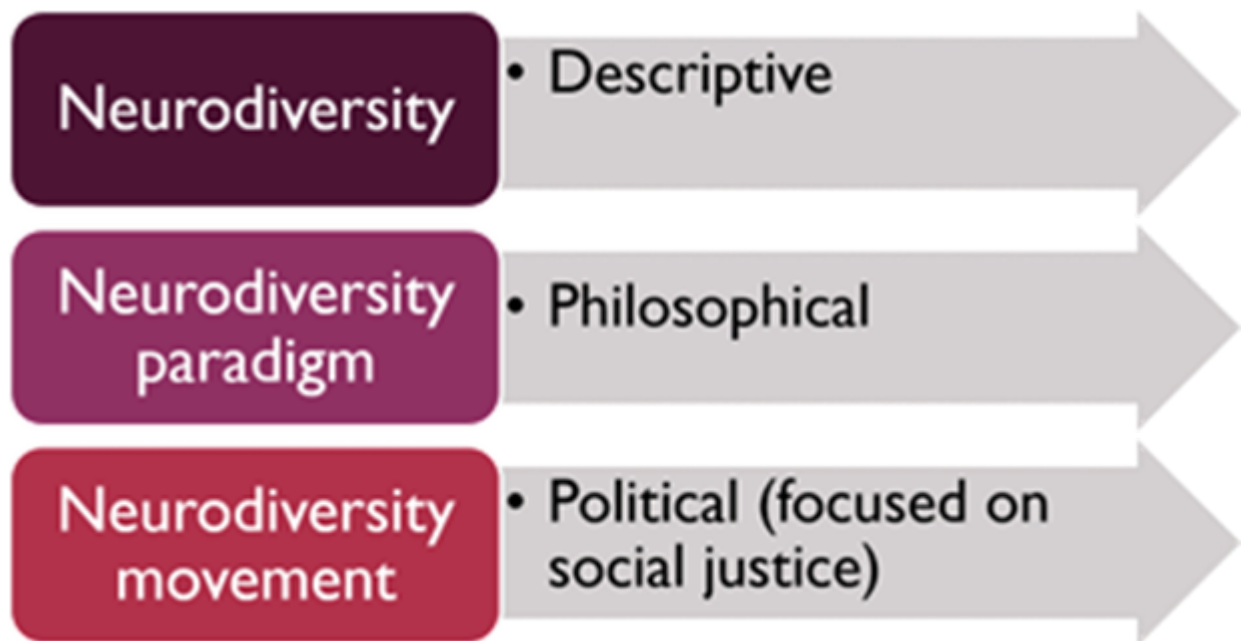 Neurodiversity
• Descriptive
Neurodiversity
paradigm
• Philosophical
Neurodiversity
movement
• Political (focused on
social justice)